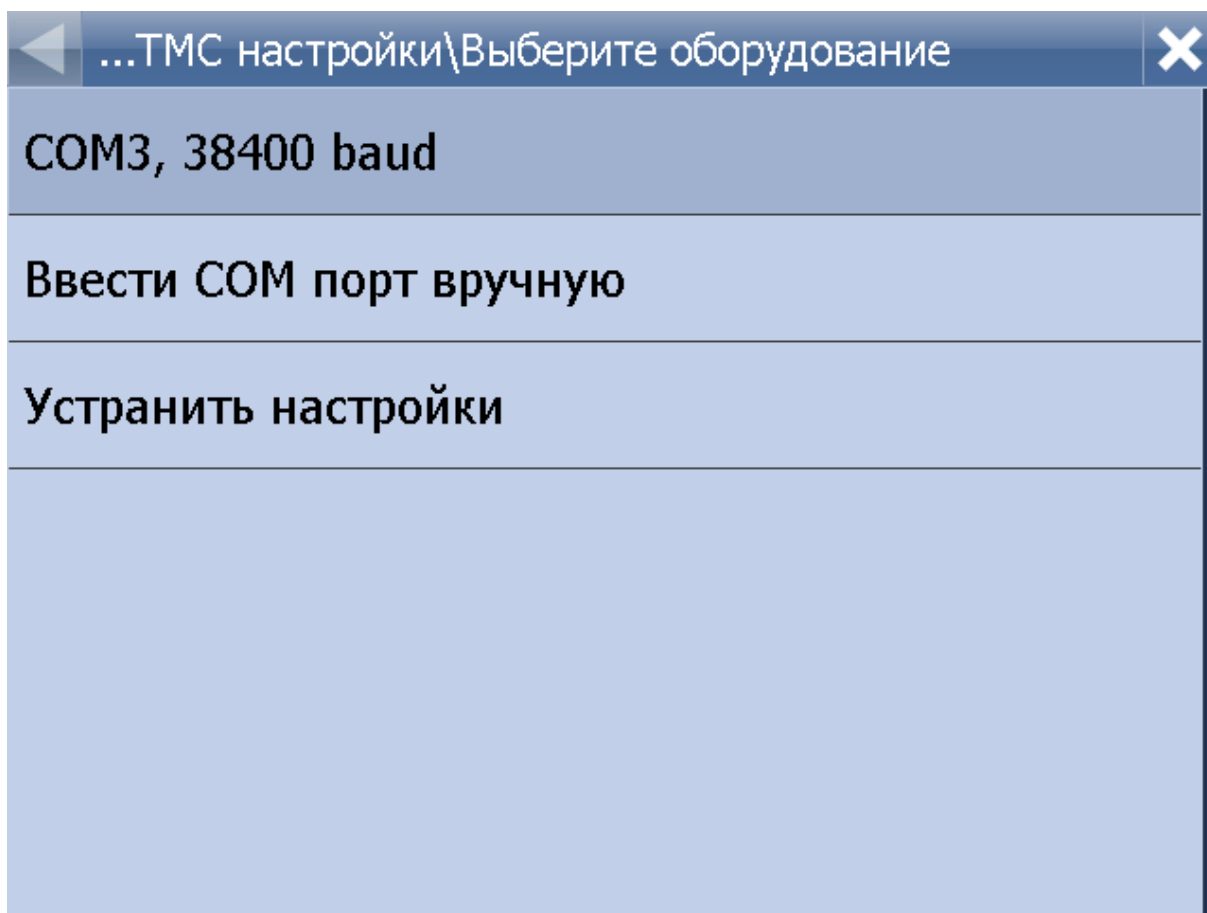 ...ТМС настройки\Выберите оборудование
COM3, 38400 baud
Ввести COM порт вручную
Устранить настройки